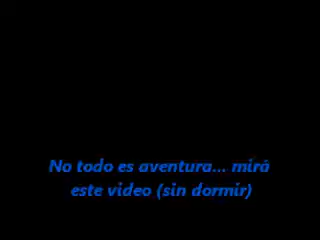 No todo es aventura... mirá
este video (sin dormir)